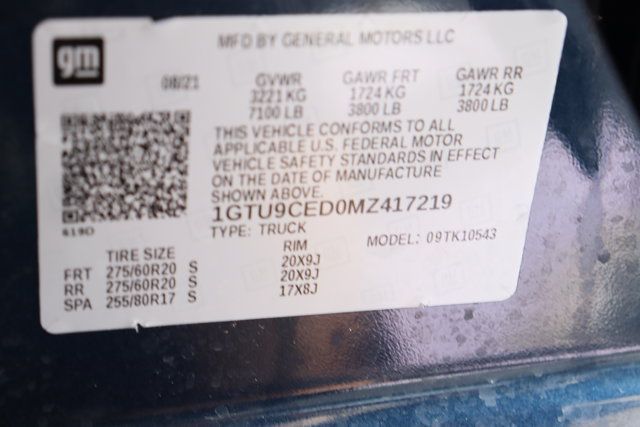 gm
MFD BY GENERAL MOTORS LLC
08/21 GVWR GAWR FRT GAWR RR
3221 KG 1724 KG 1724 KG
7100 LB 3800 LB 3800 LB
THIS VEHICLE CONFORMS TO ALL
APPLICABLE U.S. FEDERAL MOTOR
VEHICLE SAFETY STANDARDS IN EFFECT
ON THE DATE OF MANUFACTURE
SHOWN ABOVE.
1GTU9CED0MZ417219
TYPE: TRUCK MODEL: 09TK10543
TIRE SIZE RIM
FRT 275/60R20 S 20X9J
RR 275/60R20 S 20X9J
SPA 255/80R17 S 17X8J